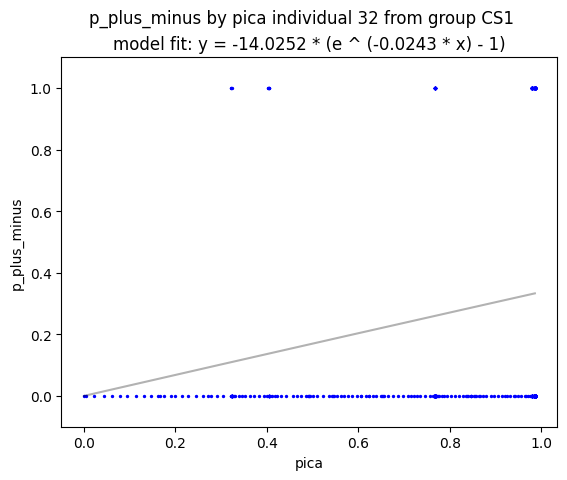 p_plus_minus by pica individual 32 from group CS1
model fit: y = -14.0252 * (e ^ (-0.0243 * x) - 1)
1.0
0.8
0.6
0.4
0.2
0.0
p_plus_minus
0.0 0.2 0.4 0.6 0.8 1.0
pica